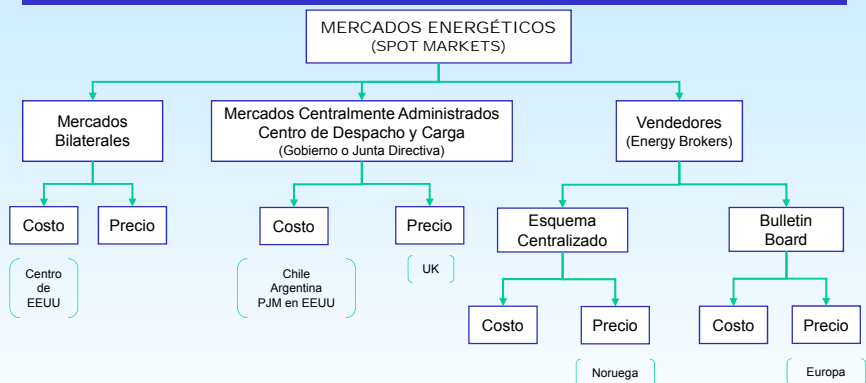 MERCADOS ENERGÉTICOS
(SPOT MARKETS)
Mercados
Bilaterales
Mercados Centralmente Administrados
Centro de Despacho y Carga
(Gobierno o Junta Directiva)
Vendedores
(Energy Brokers)
Costo
Precio
Costo
Precio
Esquema
Centralizado
Bulletin
Board
Centro
de
EEUU
Chile
Argentina
PJM en EEUU
UK
Costo
Precio
Costo
Precio
Noruega
Europa